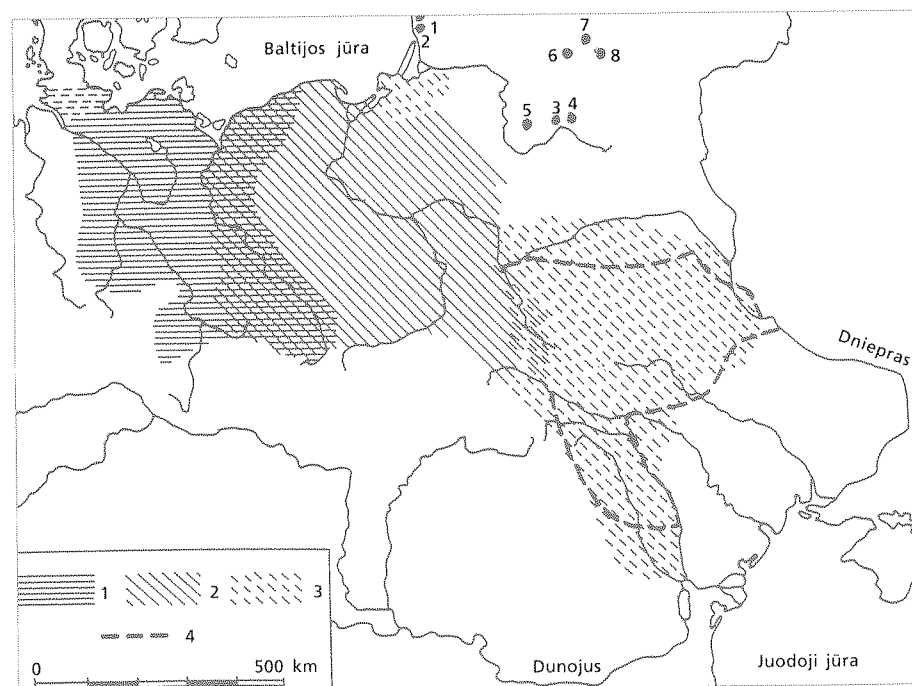 Baltijos jūra
1
2
7
6 8
5 3 4
Dniepras
1 2 3
4
0 500 km
Dunojus
Juodoji jūra